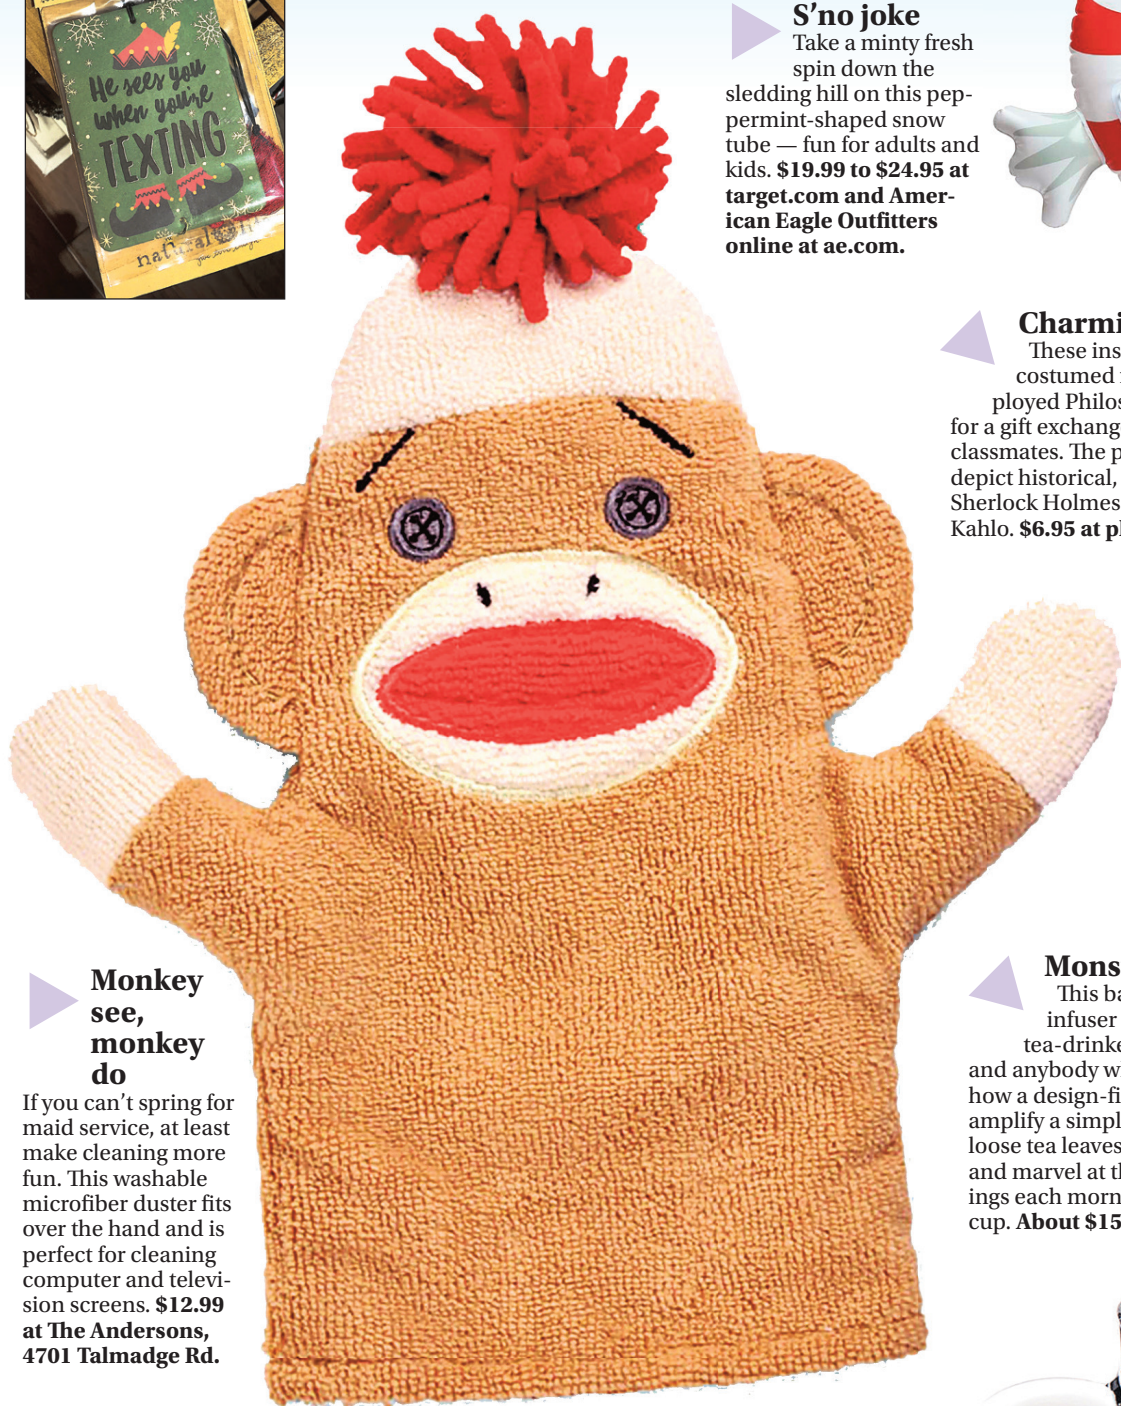 He sees you
when you're
TEXTING
natural life
S'no joke
Take a minty fresh
spin down the
sledding hill on this pep-
permint-shaped snow
tube — fun for adults and
kids. $19.99 to $24.95 at
target.com and Amer-
ican Eagle Outfitters
online at ae.com.
Charmi
These ins
costumed
ployed Philos
for a gift exchang
classmates. The p
depict historical,
Sherlock Holmes
Kahlo. $6.95 at pl
Monkey
see,
monkey
do
If you can't spring for
maid service, at least
make cleaning more
fun. This washable
microfiber duster fits
over the hand and is
perfect for cleaning
computer and televi-
sion screens. $12.99
at The Andersons,
4701 Talmadge Rd.
Mons
This ba
infuser
tea-drinke
and anybody w
how a design-fi
amplify a simpl
loose tea leaves
and marvel at th
ings each morn
cup. About $15